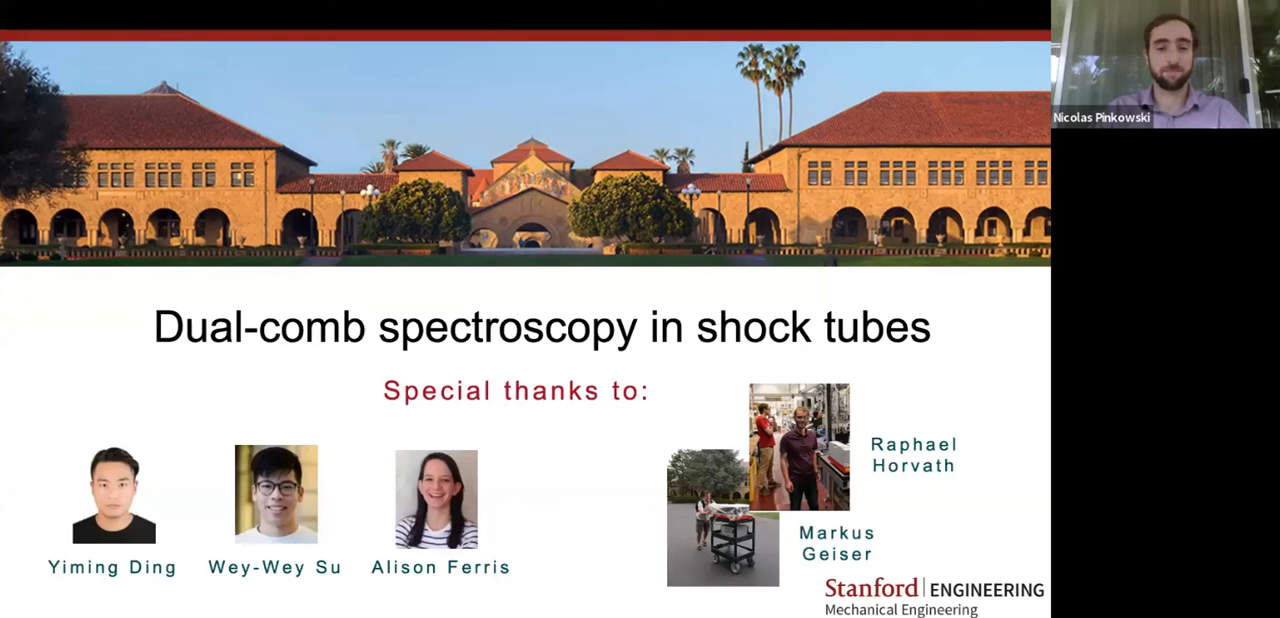 Nicolas Pinkowski
Dual-comb spectroscopy in shock tubes
Special thanks to:
Raphael
Horvath
Markus
Geiser
Yiming Ding
Wey-Wey Su
Alison Ferris
Stanford | ENGINEERING
Mechanical Engineering